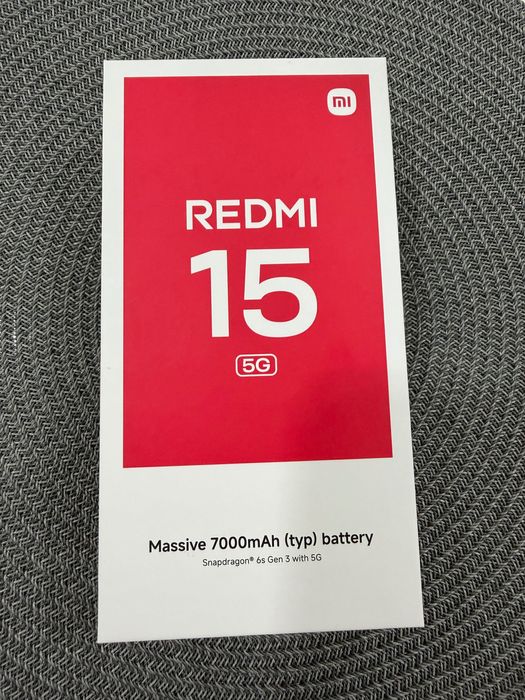 mi
REDMI
15
5G
Massive 7000mAh (typ) battery
Snapdragon® 6s Gen 3 with 5G